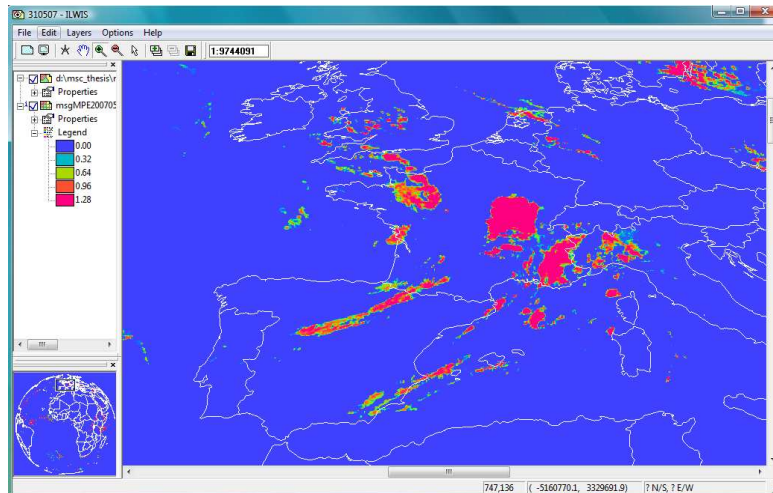 310507 - ILWIS
File Edit Layers Options Help
1:9744091
d:\msc_thesis\r
Properties
msgMPE200705
Properties
Legend
0.00
0.32
0.64
0.96
1.28
747,136 ( -5160770.1, 3329691.9) ? N/S, ? E/W